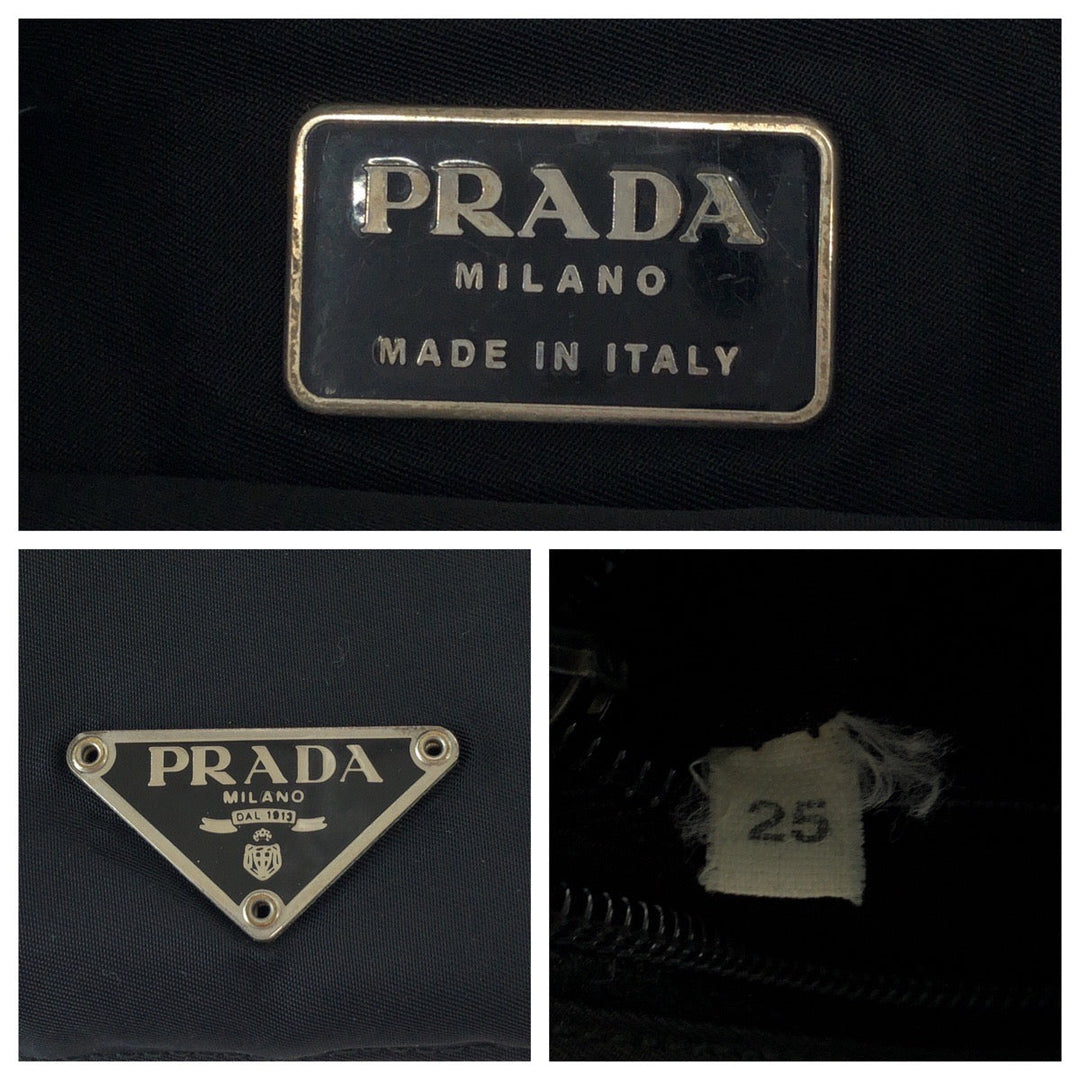 PRADA
MILANO
MADE IN ITALY
PRADA
MILANO
DAL 1913
25